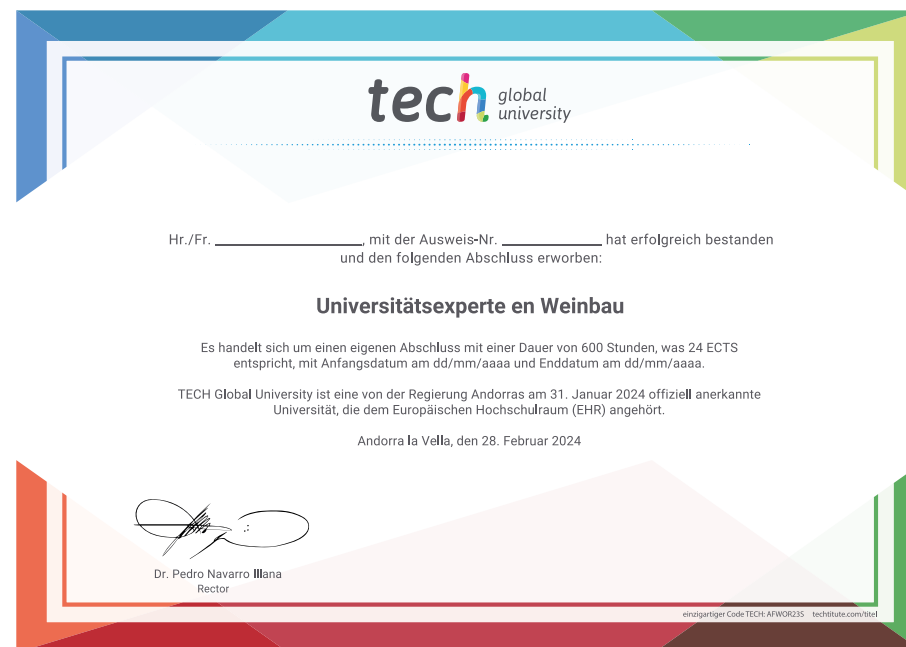 tech global university
Hr./Fr. ____________________, mit der Ausweis-Nr. ______________ hat erfolgreich bestanden
und den folgenden Abschluss erworben:
Universitätsexperte en Weinbau
Es handelt sich um einen eigenen Abschluss mit einer Dauer von 600 Stunden, was 24 ECTS
entspricht, mit Anfangsdatum am dd/mm/aaaa und Enddatum am dd/mm/aaaa.
TECH Global University ist eine von der Regierung Andorras am 31. Januar 2024 offiziell anerkannte
Universität, die dem Europäischen Hochschulraum (EHR) angehört.
Andorra la Vella, den 28. Februar 2024
Dr. Pedro Navarro Illana
Rector
einzigartiger Code TECH: AFWOR23S techtitute.com/titel